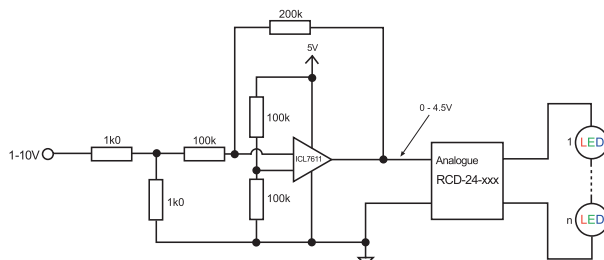 200k
5V
100k
1k0
100k
1-10V
ICL7611
0 - 4.5V
Analogue
RCD-24-xxx
1
LED
1k0
100k
n
LED